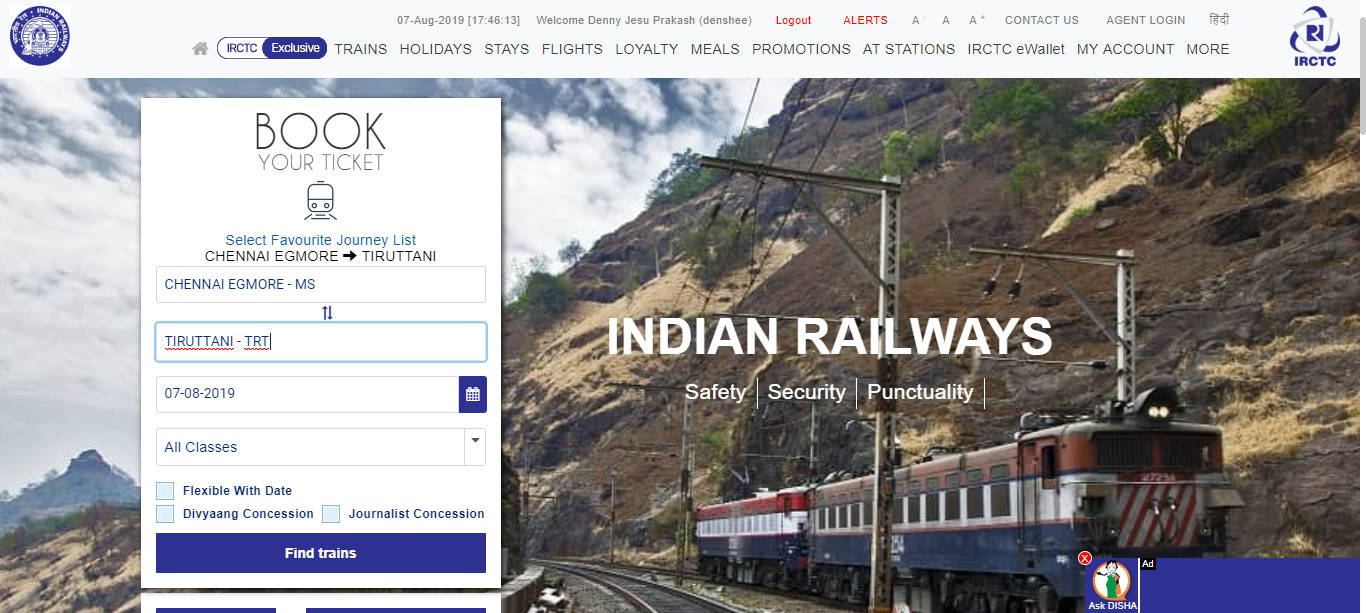 07-Aug-2019 [17:46:13] Welcome Denny Jesu Prakash (denshee) Logout ALERTS A - A A + CONTACT US AGENT LOGIN हिंदी
IRCTC Exclusive TRAINS HOLIDAYS STAYS FLIGHTS LOYALTY MEALS PROMOTIONS AT STATIONS IRCTC eWallet MY ACCOUNT MORE
INDIAN RAILWAYS
IRCTC
BOOK
YOUR TICKET
Select Favourite Journey List
CHENNAI EGMORE ➔ TIRUTTANI
CHENNAI EGMORE - MS
TIRUTTANI - TRT
07-08-2019
All Classes
Flexible With Date
Divyaang Concession Journalist Concession
Find trains
INDIAN RAILWAYS
Safety Security Punctuality
X
Ad
Ask DISHA